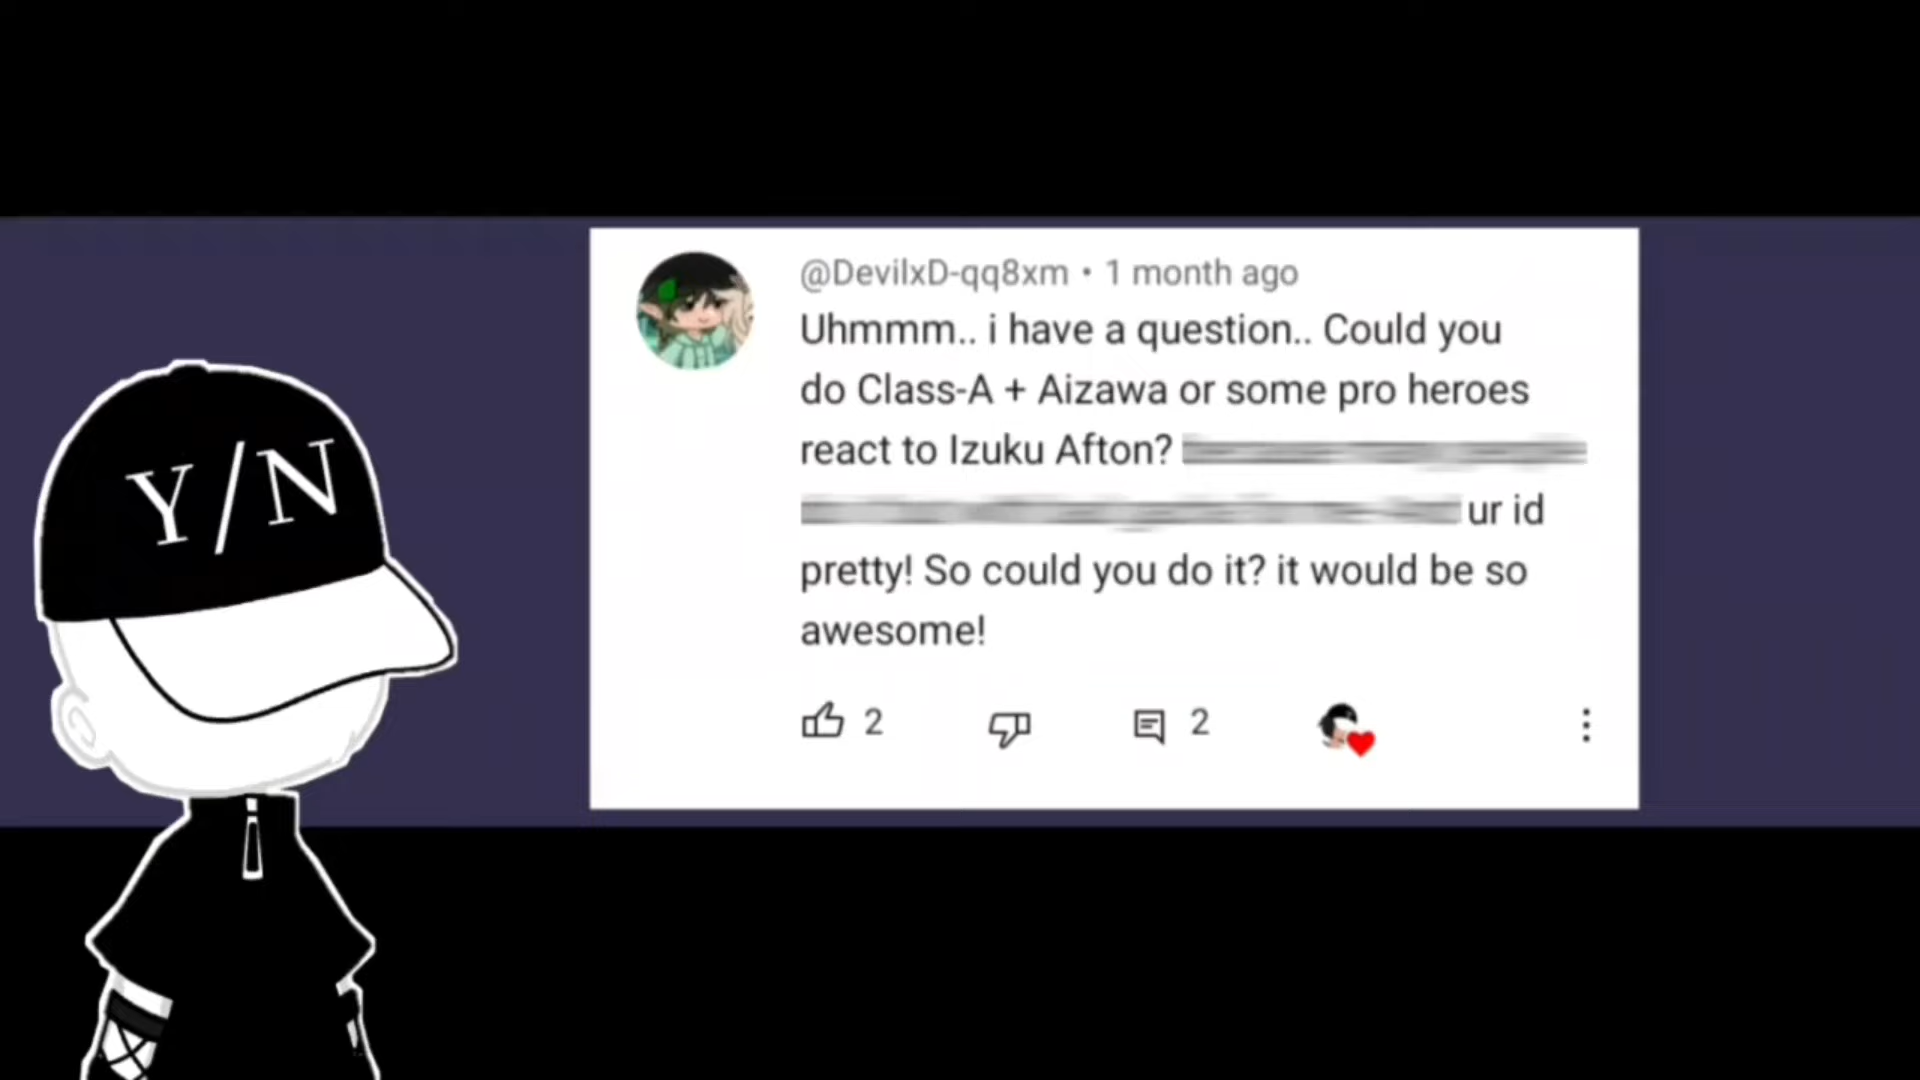 Y/N
@DevilxD-qq8xm • 1 month ago
Uhmmm.. i have a question.. Could you
do Class-A + Aizawa or some pro heroes
react to Izuku Afton?
ur id
pretty! So could you do it? it would be so
awesome!
2
2